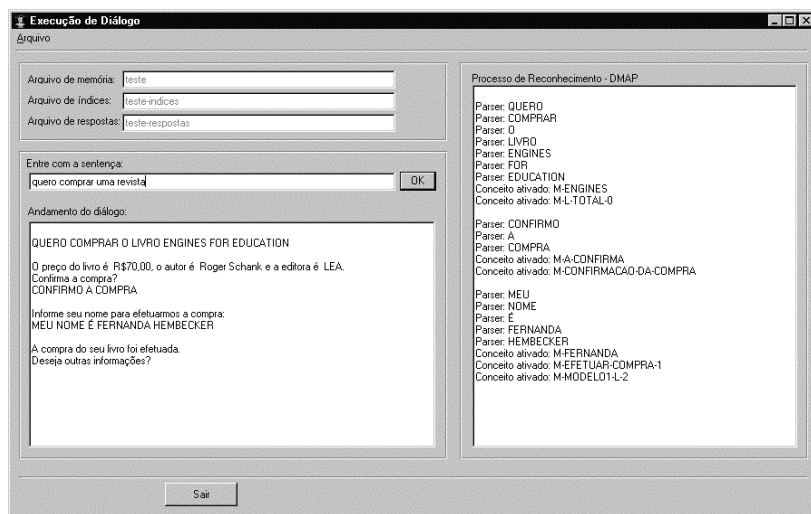 Execução de Diálogo
Arquivo
Arquivo de memória: teste
Arquivo de índices: teste-indices
Arquivo de respostas: teste-respostas
Entre com a sentença:
quero comprar uma revista
OK
Andamento do diálogo:
QUERO COMPRAR O LIVRO ENGINES FOR EDUCATION
O preço do livro é R$70,00, o autor é Roger Schank e a editora é LEA.
Confirma a compra?
CONFIRMO A COMPRA
Informe seu nome para efetuarmos a compra:
MEU NOME É FERNANDA HEMBECKER
A compra do seu livro foi efetuada.
Deseja outras informações?
Processo de Reconhecimento - DMAP
Parser: QUERO
Parser: COMPRAR
Parser: O
Parser: LIVRO
Parser: ENGINES
Parser: FOR
Parser: EDUCATION
Conceito ativado: M-ENGINES
Conceito ativado: M-L-TOTAL-0
Parser: CONFIRMO
Parser: A
Parser: COMPRA
Conceito ativado: M-A-CONFIRMA
Conceito ativado: M-CONFIRMACAO-DA-COMPRA
Parser: MEU
Parser: NOME
Parser: É
Parser: FERNANDA
Parser: HEMBECKER
Conceito ativado: M-FERNANDA
Conceito ativado: M-EFETUAR-COMPRA-1
Conceito ativado: M-MODELO1-L-2
Sair